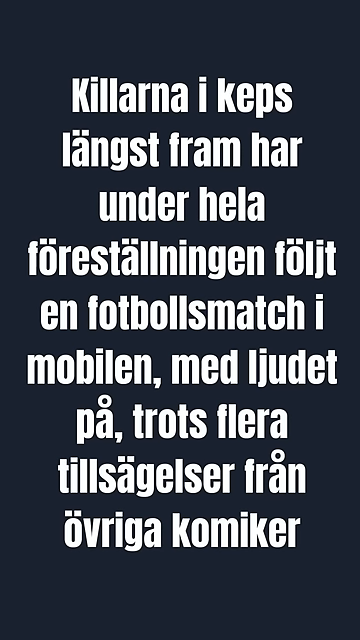 Killarna i keps
längst fram har
under hela
föreställningen följt
en fotbollsmatch i
mobilen, med ljudet
på, trots flera
tillsägelser från
övriga komiker